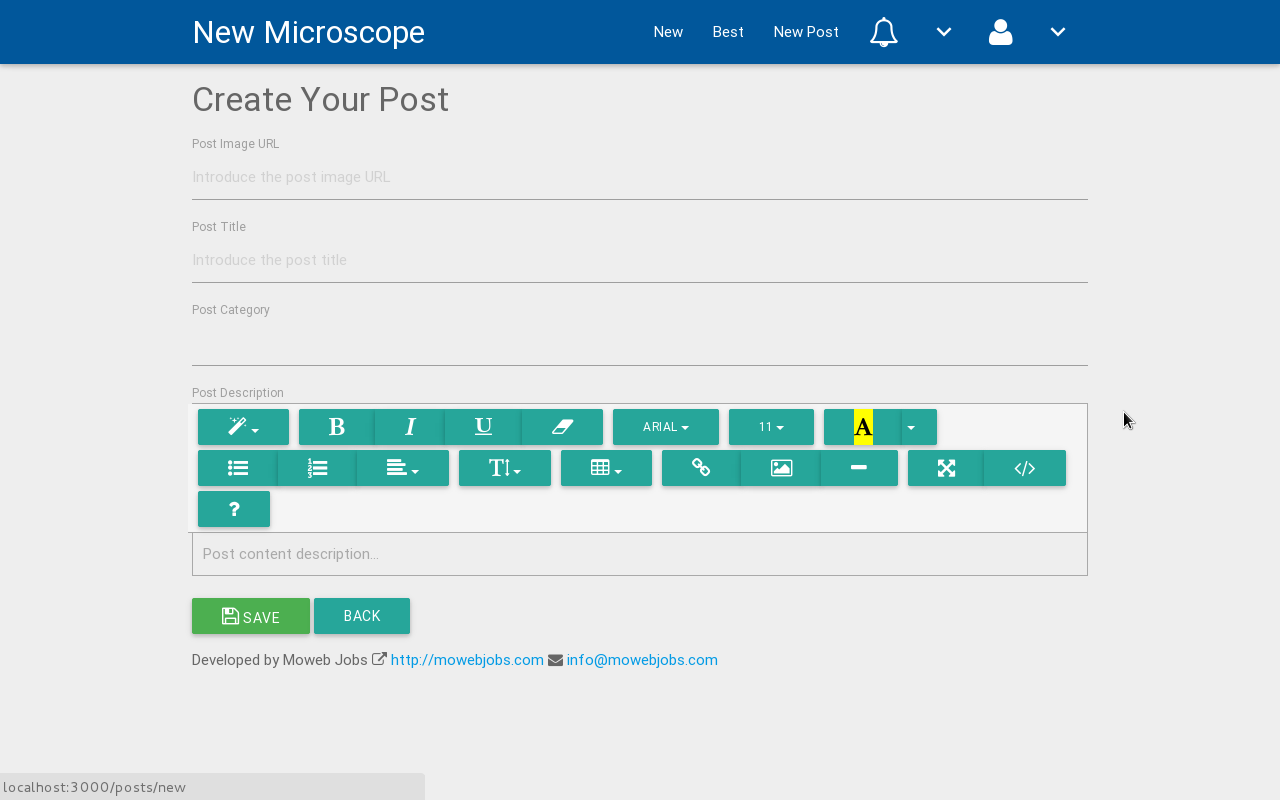 New Microscope New Best New Post
Create Your Post
Post Image URL
Introduce the post image URL
Post Title
Introduce the post title
Post Category
Post Description
B I U ARIAL 11 A
T </>
?
Post content description...
SAVE BACK
Developed by Moweb Jobs http://mowebjobs.com info@mowebjobs.com
localhost:3000/posts/new